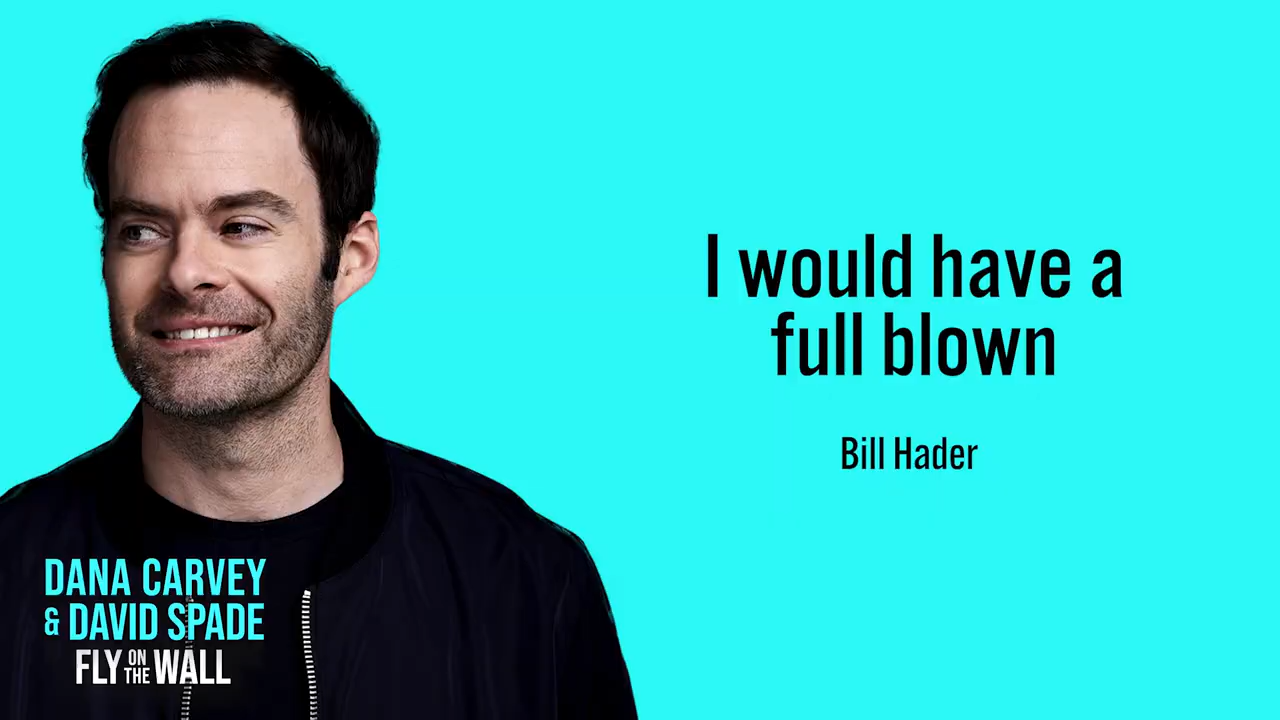 I would have a
full blown
Bill Hader
DANA CARVEY
& DAVID SPADE
FLY ON THE WALL